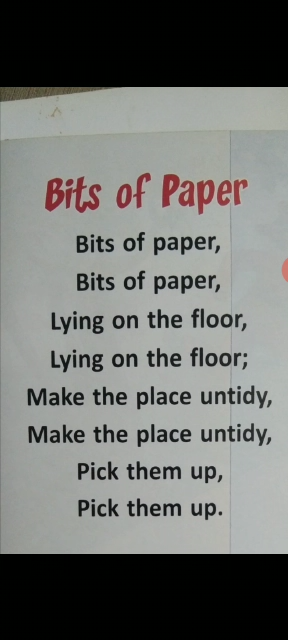 Bits of Paper
Bits of paper,
Bits of paper,
Lying on the floor,
Lying on the floor;
Make the place untidy,
Make the place untidy,
Pick them up,
Pick them up.